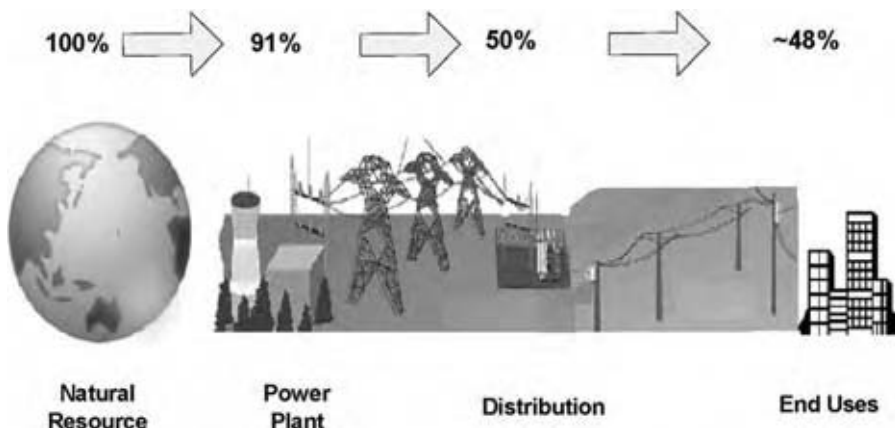 100% 91% 50% ~48%
Natural Power Distribution End Uses
Resource Plant